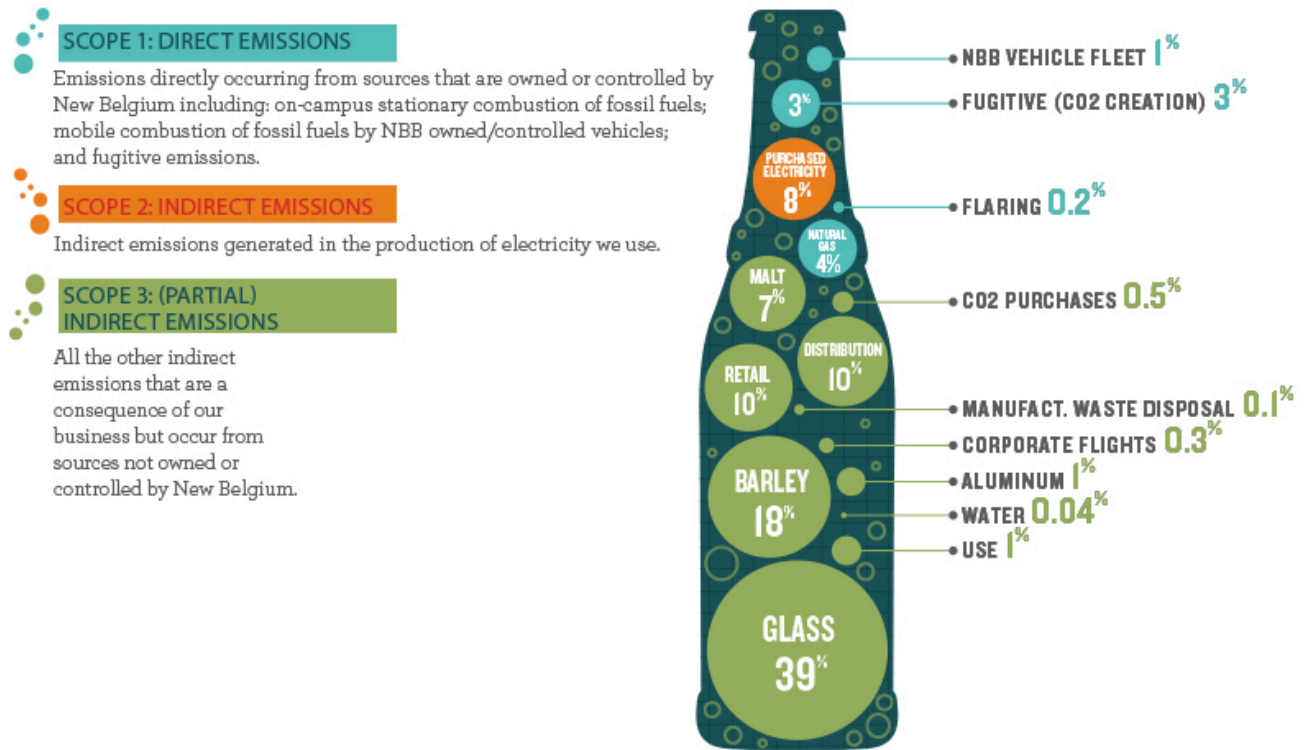 SCOPE 1: DIRECT EMISSIONS
Emissions directly occurring from sources that are owned or controlled by
New Belgium including: on-campus stationary combustion of fossil fuels;
mobile combustion of fossil fuels by NBB owned/controlled vehicles;
and fugitive emissions.
SCOPE 2: INDIRECT EMISSIONS
Indirect emissions generated in the production of electricity we use.
SCOPE 3: (PARTIAL)
INDIRECT EMISSIONS
All the other indirect
emissions that are a
consequence of our
business but occur from
sources not owned or
controlled by New Belgium.
NBB VEHICLE FLEET 1%
3%
FUGITIVE (CO2 CREATION) 3%
PURCHASED
ELECTRICITY
8%
FLARING 0.2%
NATURAL
GAS
4%
MALT
7%
CO2 PURCHASES 0.5%
DISTRIBUTION
10%
RETAIL
10%
MANUFACT. WASTE DISPOSAL 0.1%
CORPORATE FLIGHTS 0.3%
BARLEY
18%
ALUMINUM 1%
WATER 0.04%
USE 1%
GLASS
39%